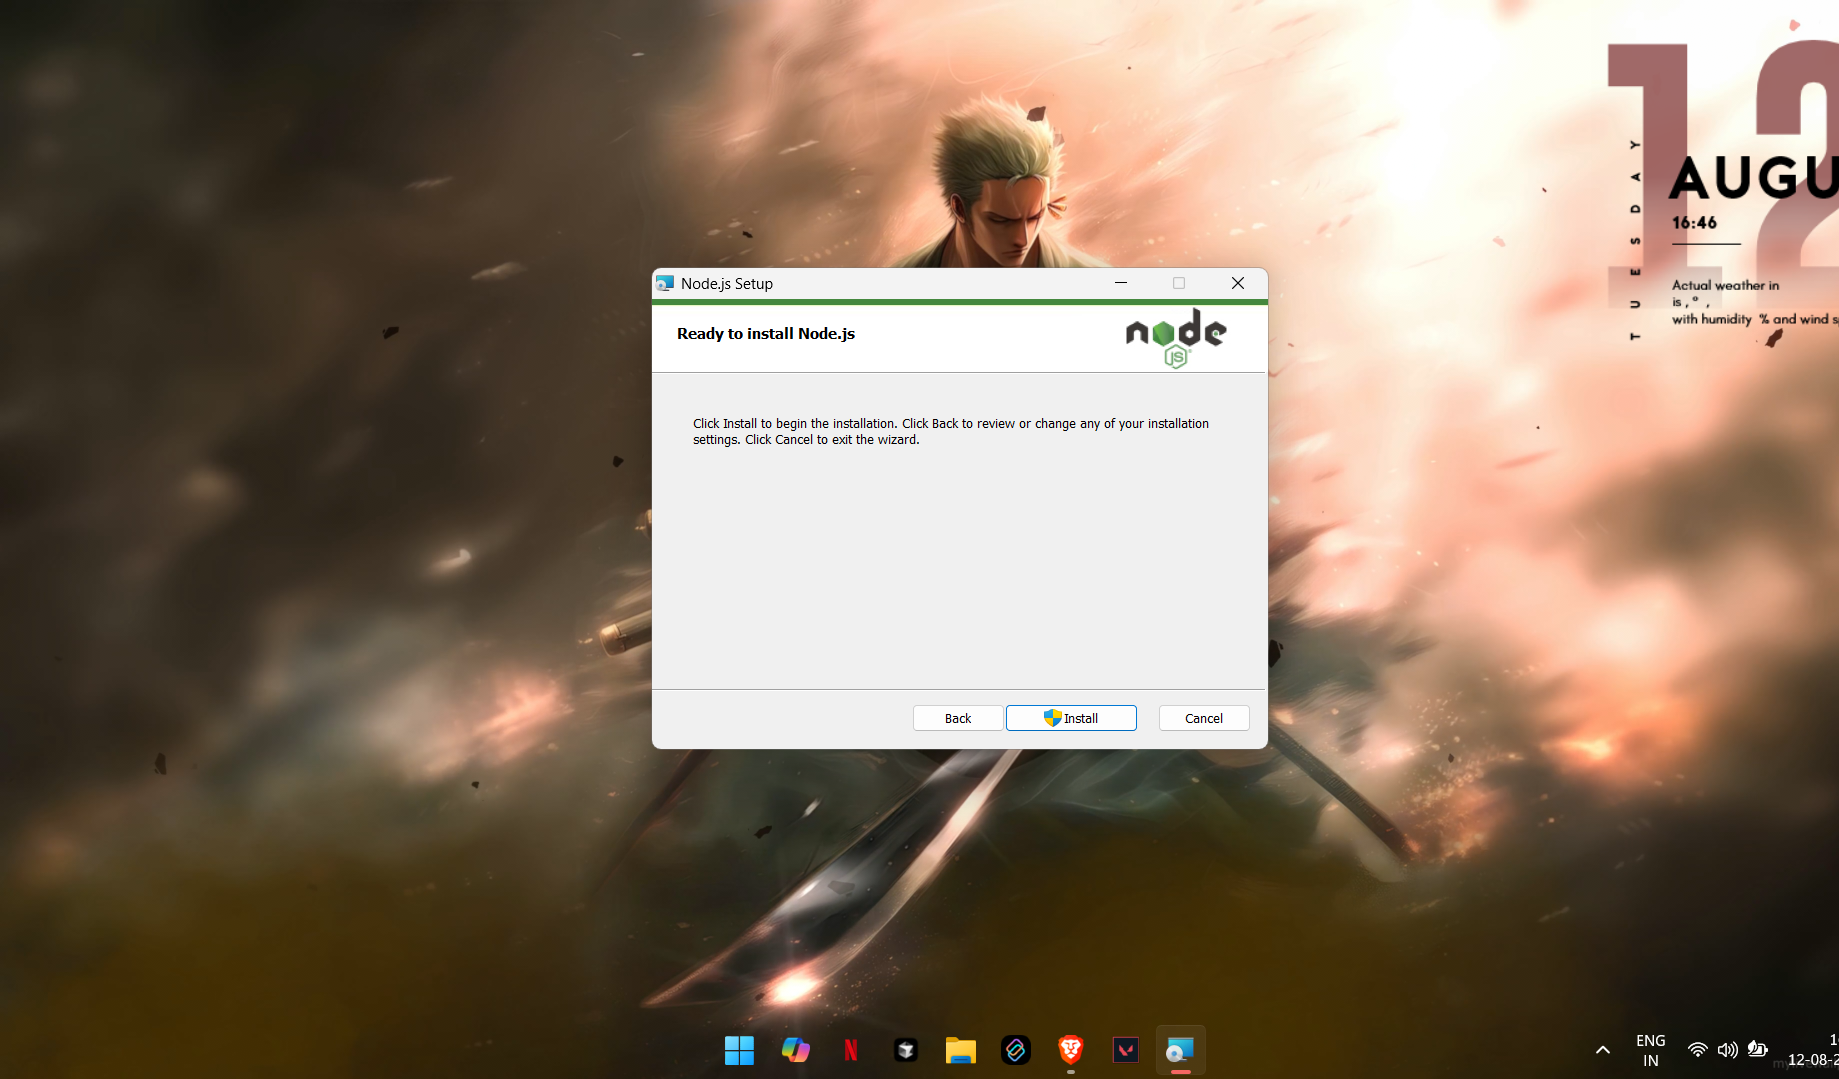 12
TUESDAY
AUGU
16:46
Actual weather in
is , ° ,
with humidity % and wind s
Node.js Setup
Ready to install Node.js
node
JS
Click Install to begin the installation. Click Back to review or change any of your installation
settings. Click Cancel to exit the wizard.
Back
Install
Cancel
N
ENG
IN
12-08-2